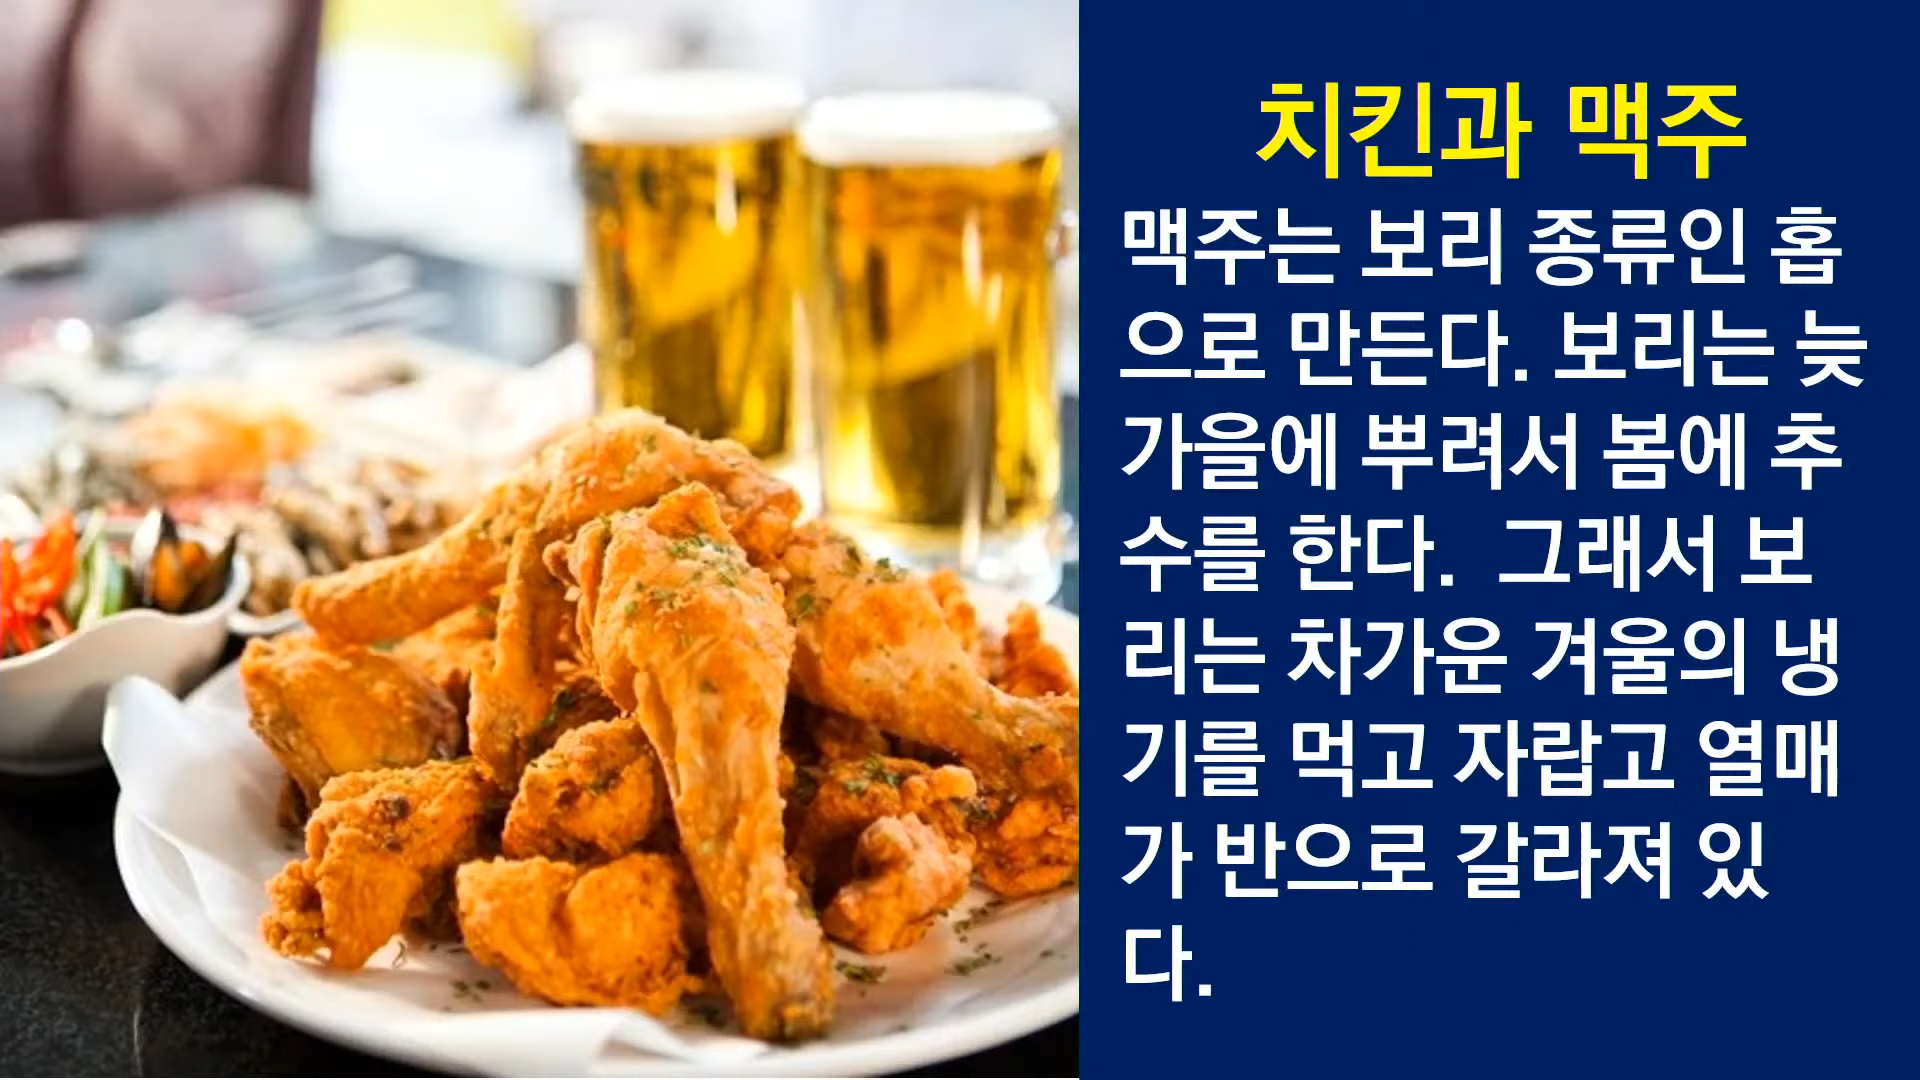 치킨과 맥주
맥주는 보리 종류인 홉
으로 만든다. 보리는 늦
가을에 뿌려서 봄에 추
수를 한다.  그래서 보
리는 차가운 겨울의 냉
기를 먹고 자랍고 열매
가 반으로 갈라져 있
다.